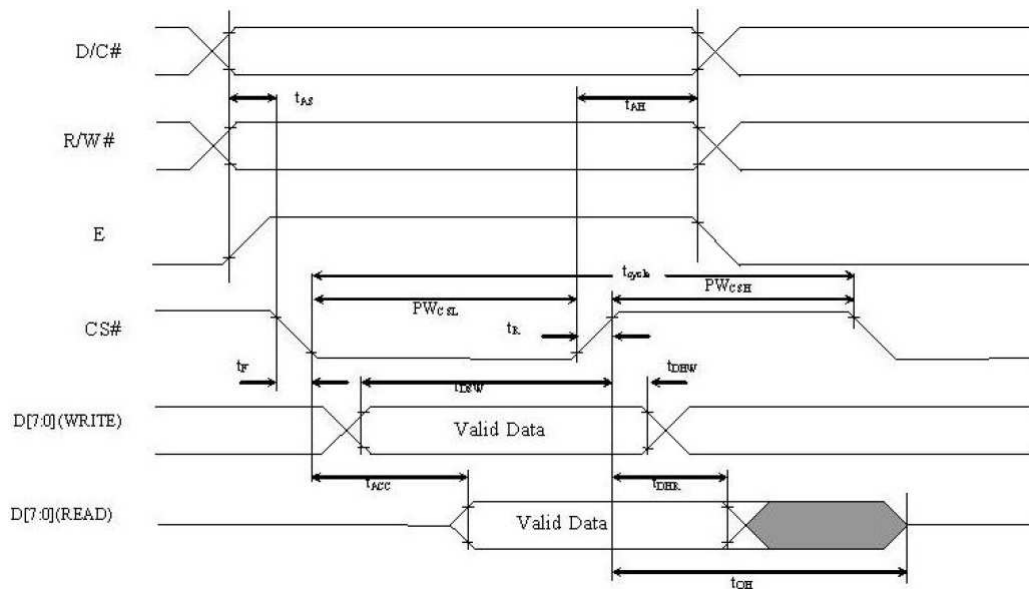 D/C#
tAS
tAH
R/W#
E
tcycle
PWCSL
PWCSH
CS#
tR
tF
tDSW
tDHW
D[7:0](WRITE)
Valid Data
tACC
tDHR
D[7:0](READ)
Valid Data
tOH